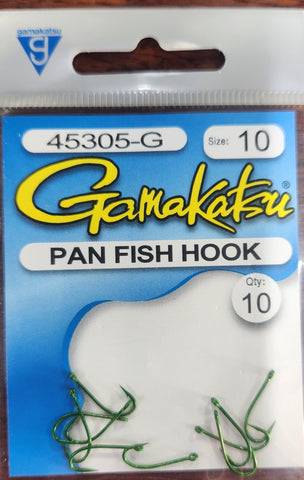 gamakatsu
g
45305-G
Size: 10
Gamakatsu®
PAN FISH HOOK
Qty:
10